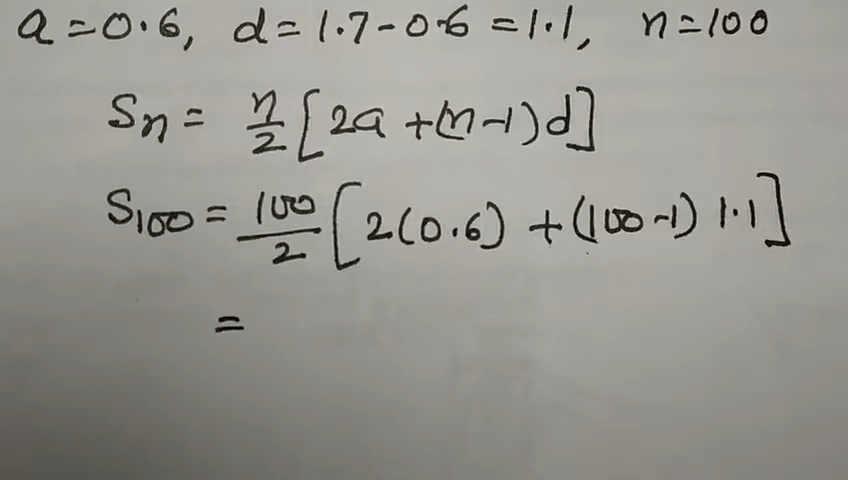 a = 0.6, d = 1.7 - 0.6 = 1.1, n = 100
Sn = n/2 [2a + (n-1)d]
S100 = 100/2 [2(0.6) + (100-1) 1.1]
=